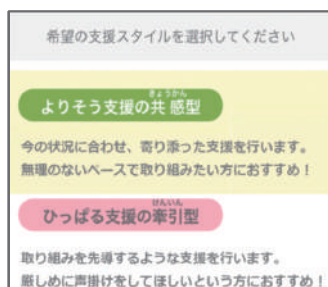 希望の支援スタイルを選択してください
きょうかん
よりそう支援の共感型
今の状況に合わせ、寄り添った支援を行います。
無理のないペースで取り組みたい方におすすめ！
けんいん
ひっぱる支援の牽引型
取り組みを先導するような支援を行います。
厳しめに声掛けをしてほしいという方におすすめ！